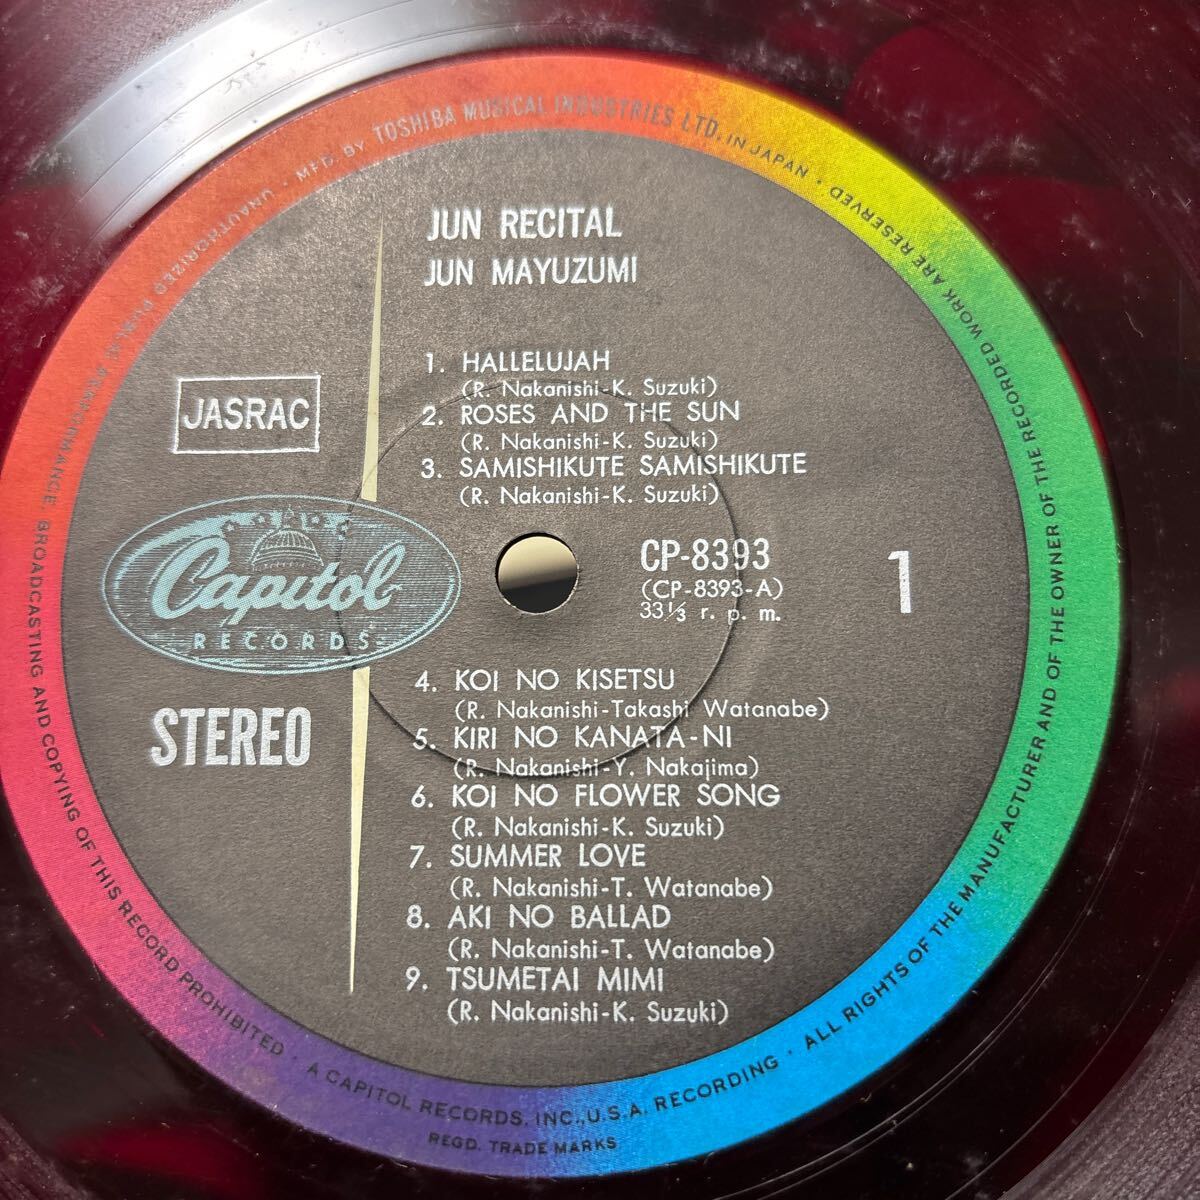 JUN RECITAL
JUN MAYUZUMI
1. HALLELUJAH
(R. Nakanishi-K. Suzuki)
2. ROSES AND THE SUN
(R. Nakanishi-K. Suzuki)
3. SAMISHIKUTE SAMISHIKUTE
(R. Nakanishi-K. Suzuki)
JASRAC
Capitol
RECORDS
STEREO
CP-8393
(CP-8393-A)
33⅓ r. p. m.
1
4. KOI NO KISETSU
(R. Nakanishi-Takashi Watanabe)
5. KIRI NO KANATA-NI
(R. Nakanishi-Y. Nakajima)
6. KOI NO FLOWER SONG
(R. Nakanishi-K. Suzuki)
7. SUMMER LOVE
(R. Nakanishi-T. Watanabe)
8. AKI NO BALLAD
(R. Nakanishi-T. Watanabe)
9. TSUMETAI MIMI
(R. Nakanishi-K. Suzuki)
MFD. BY TOSHIBA MUSICAL INDUSTRIES LTD. IN JAPAN ·
ALL RIGHTS OF THE MANUFACTURER AND OF THE OWNER OF THE RECORDED WORK ARE RESERVED ·
UNAUTHORIZED PUBLIC PERFORMANCE, BROADCASTING AND COPYING OF THIS RECORD PROHIBITED ·
A CAPITOL RECORDS, INC., U.S.A. RECORDING ·
REGD. TRADE MARKS